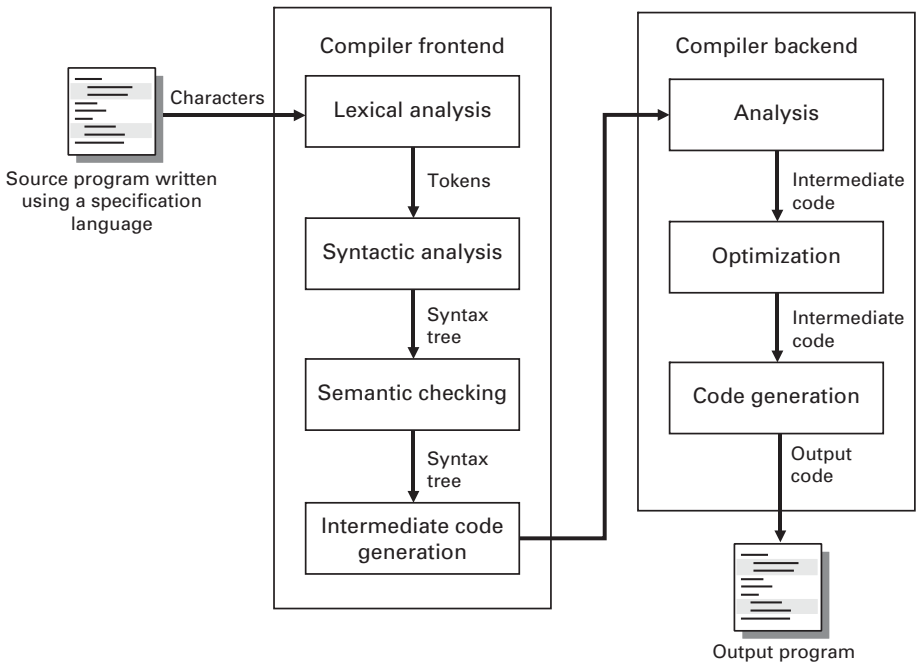 Compiler frontend
Compiler backend
Characters
Lexical analysis
Analysis
Source program written
using a specification
language
Tokens
Intermediate
code
Syntactic analysis
Optimization
Syntax
tree
Intermediate
code
Semantic checking
Code generation
Syntax
tree
Output
code
Intermediate code
generation
Output program